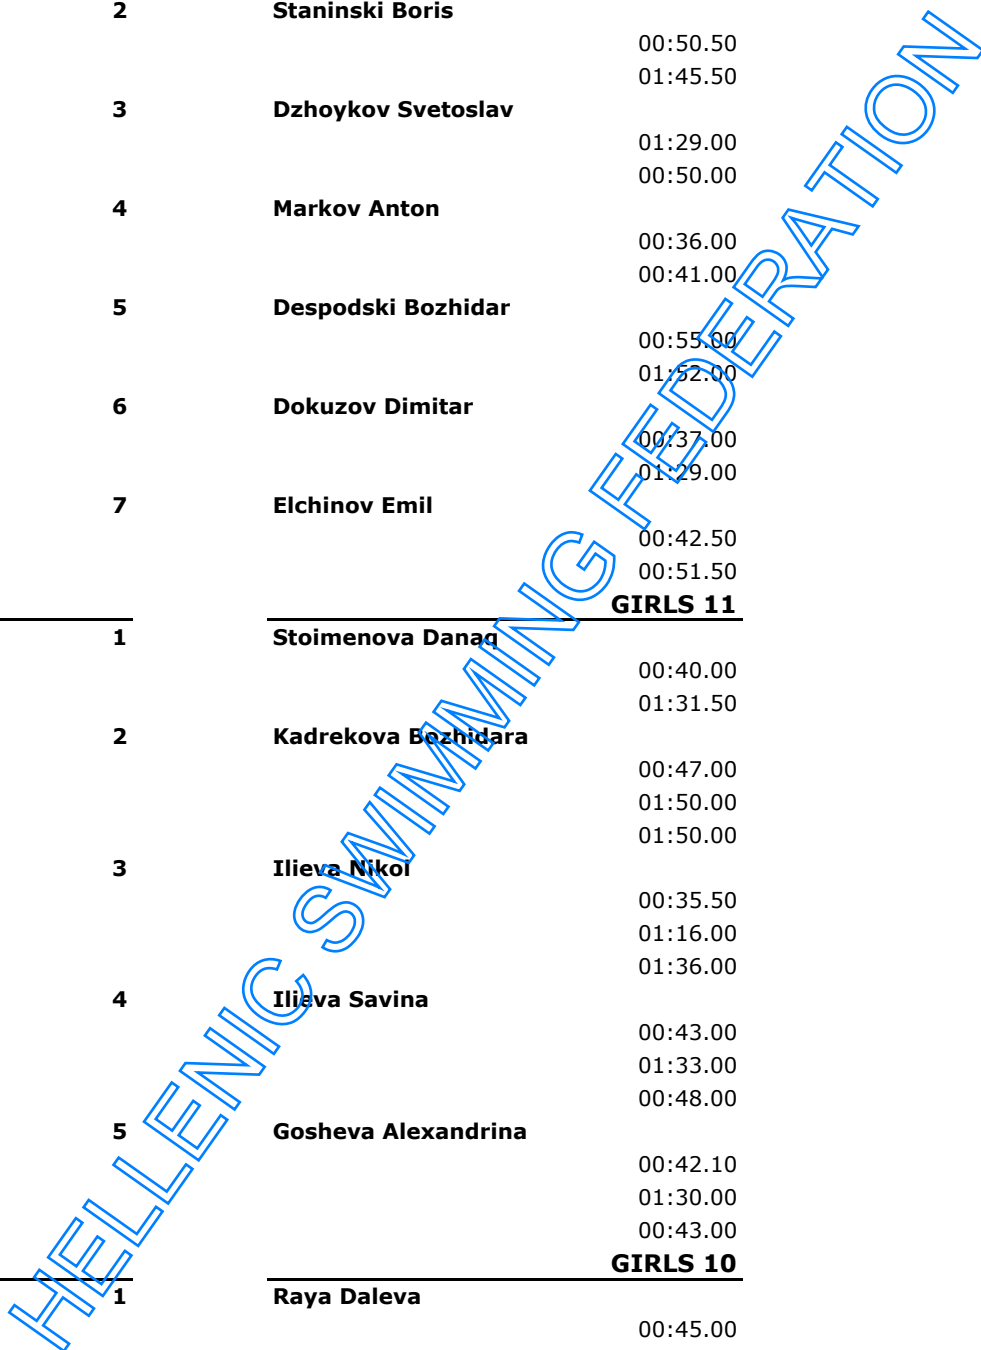 2 Staninski Boris
00:50.50
01:45.50
3 Dzhoykov Svetoslav
01:29.00
00:50.00
4 Markov Anton
00:36.00
00:41.00
5 Despodski Bozhidar
00:55.00
01:52.00
6 Dokuzov Dimitar
00:37.00
01:29.00
7 Elchinov Emil
00:42.50
00:51.50
GIRLS 11
1 Stoimenova Danaq
00:40.00
01:31.50
2 Kadrekova Bozhidara
00:47.00
01:50.00
01:50.00
3 Ilieva Nikol
00:35.50
01:16.00
01:36.00
4 Ilieva Savina
00:43.00
01:33.00
00:48.00
5 Gosheva Alexandrina
00:42.10
01:30.00
00:43.00
GIRLS 10
1 Raya Daleva
00:45.00
HELLENIC SWIMMING FEDERATION